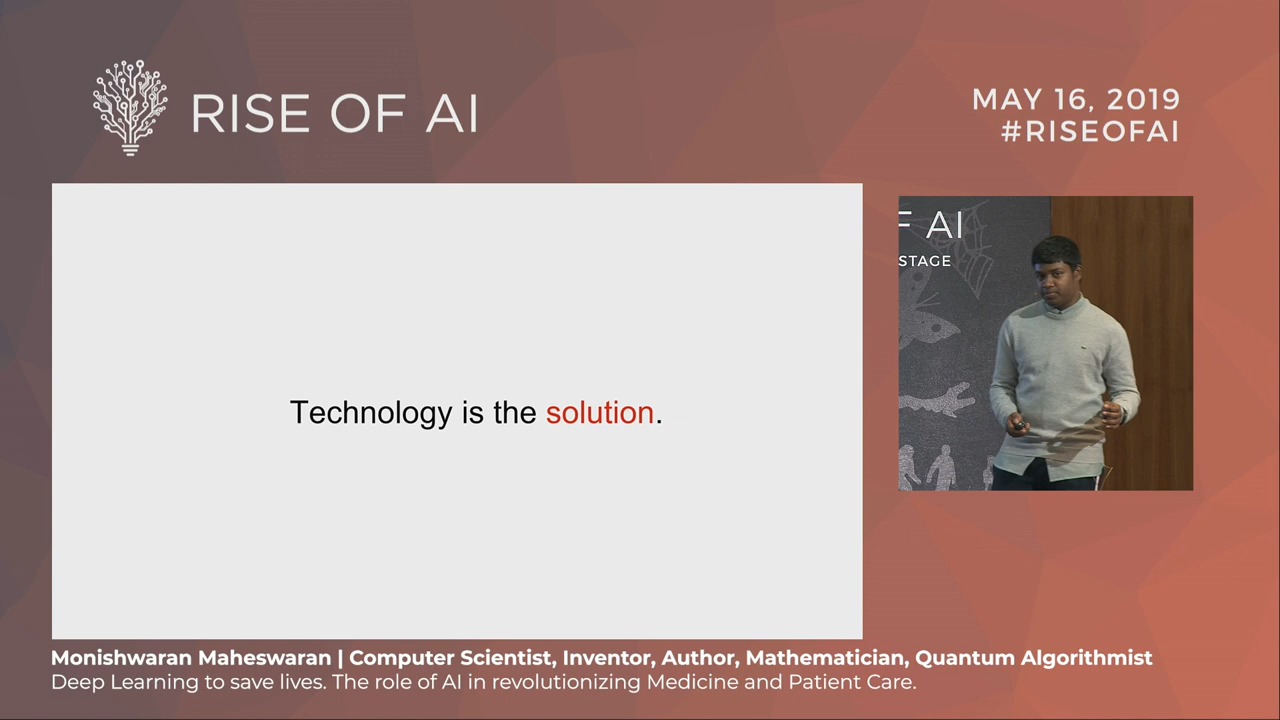 RISE OF AI
MAY 16, 2019
#RISEOFAI
Technology is the solution.
F AI
STAGE
Monishwaran Maheswaran | Computer Scientist, Inventor, Author, Mathematician, Quantum Algorithmist
Deep Learning to save lives. The role of AI in revolutionizing Medicine and Patient Care.